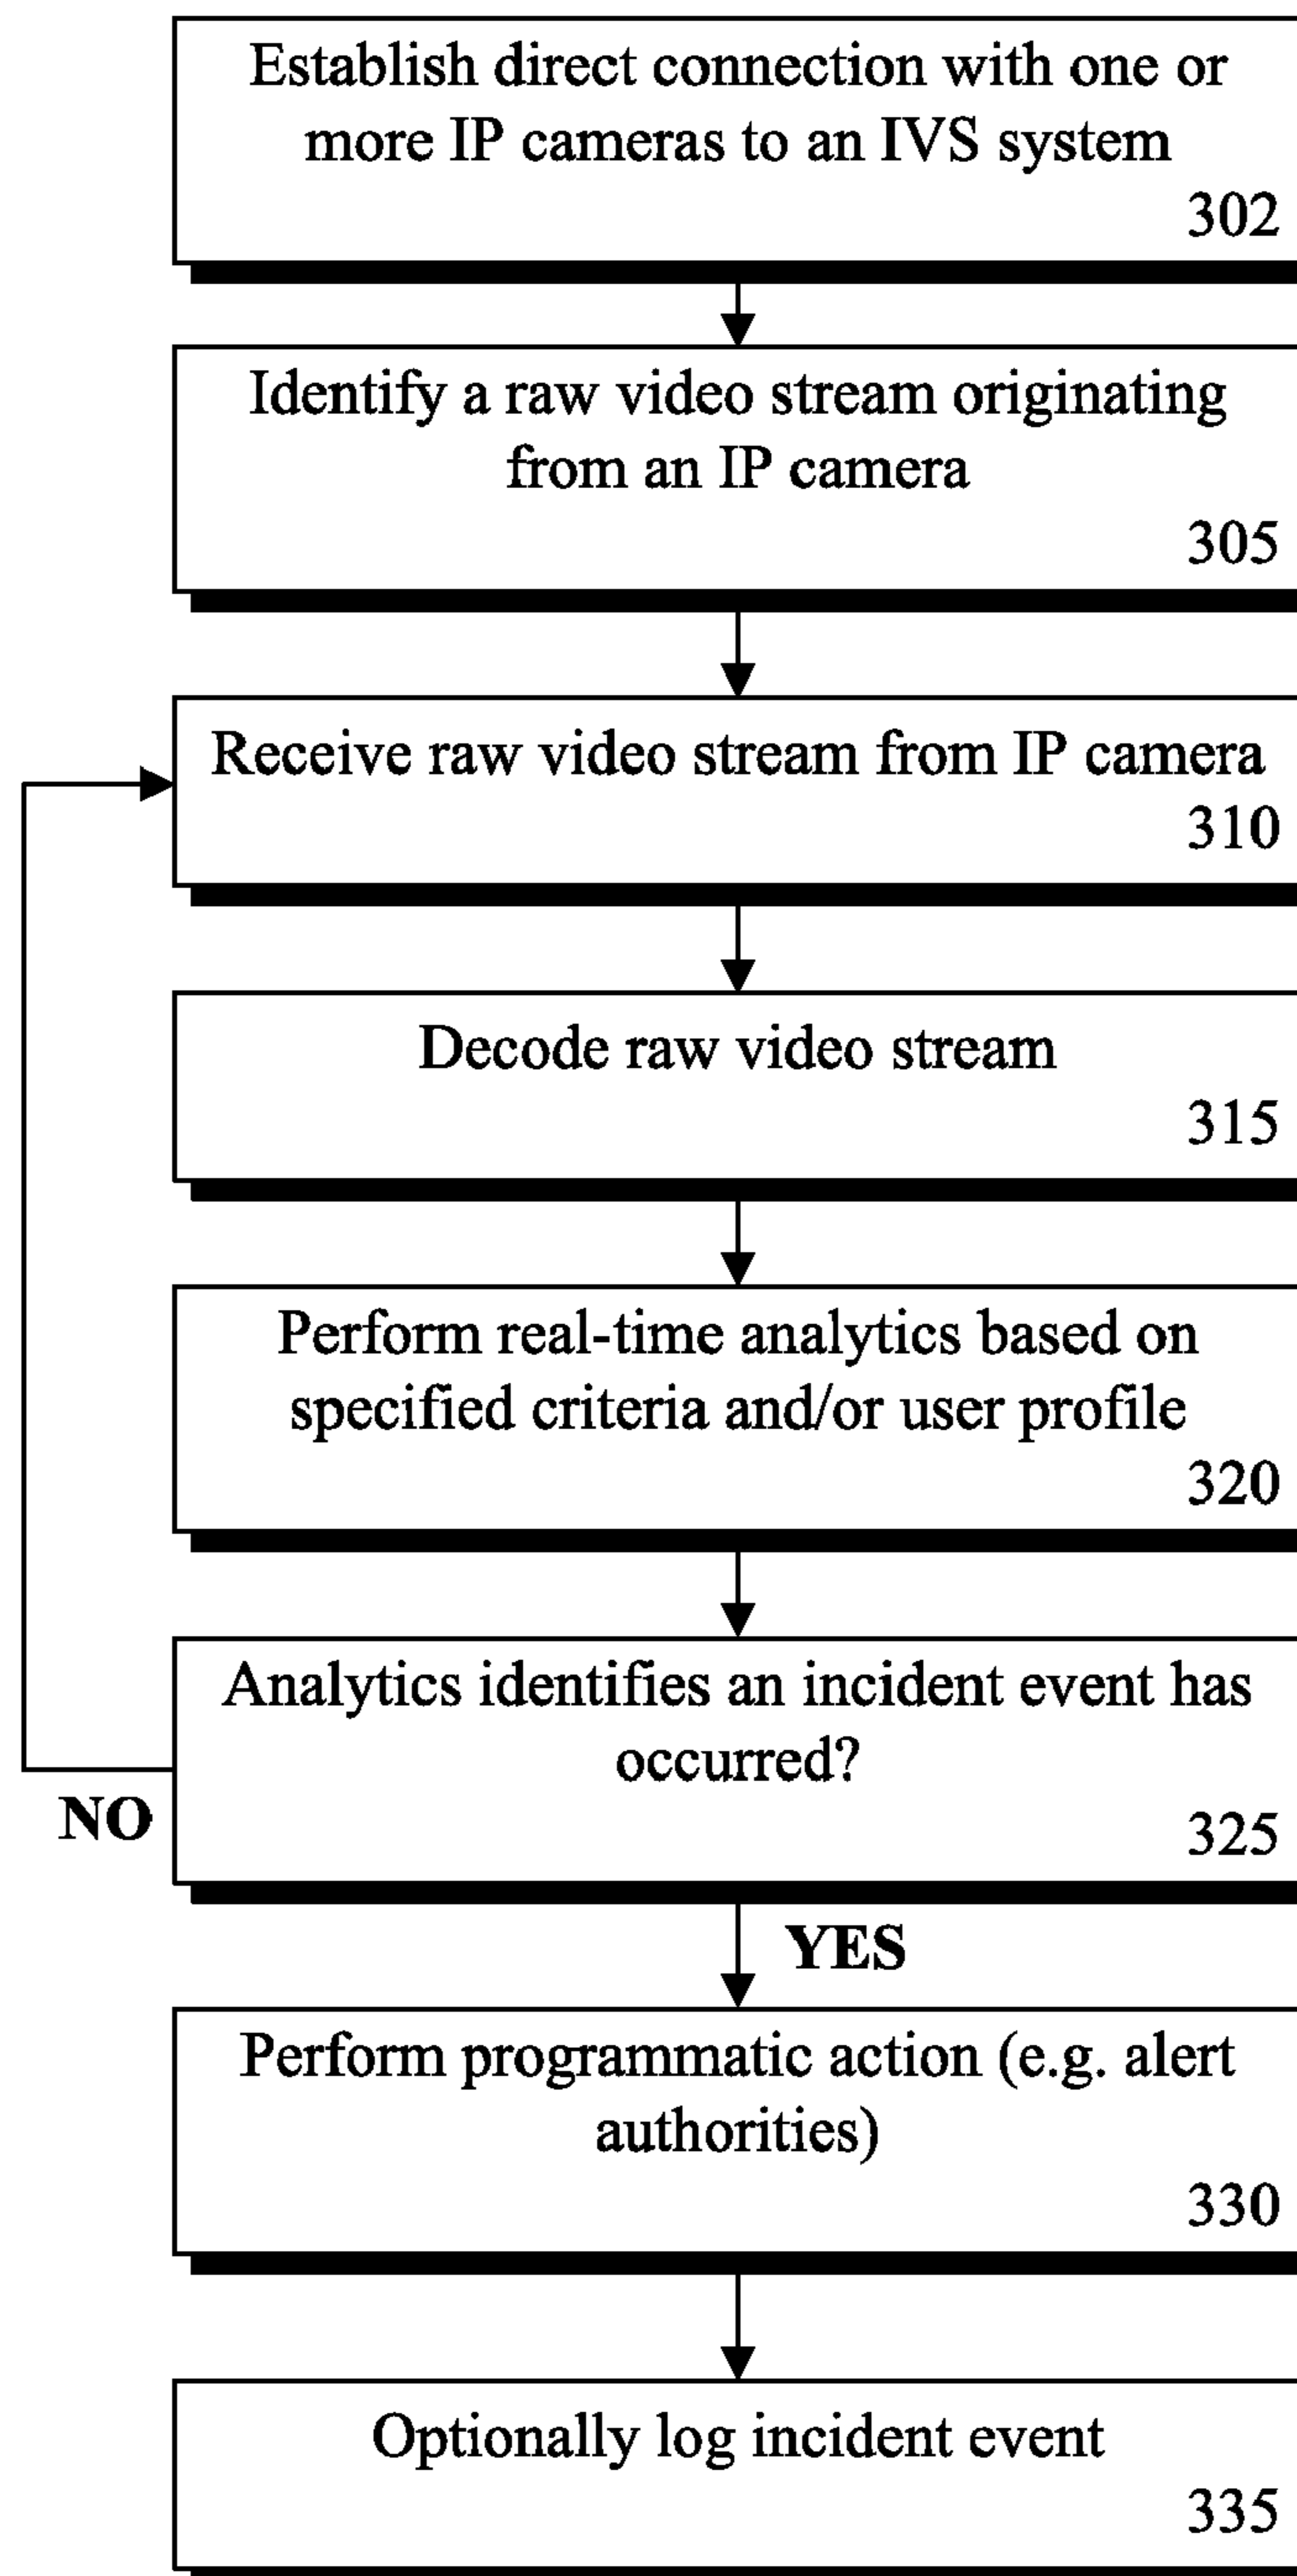 Establish direct connection with one or
more IP cameras to an IVS system
302
Identify a raw video stream originating
from an IP camera
305
Receive raw video stream from IP camera
310
Decode raw video stream
315
Perform real-time analytics based on
specified criteria and/or user profile
320
Analytics identifies an incident event has
occurred?
325
NO
YES
Perform programmatic action (e.g. alert
authorities)
330
Optionally log incident event
335